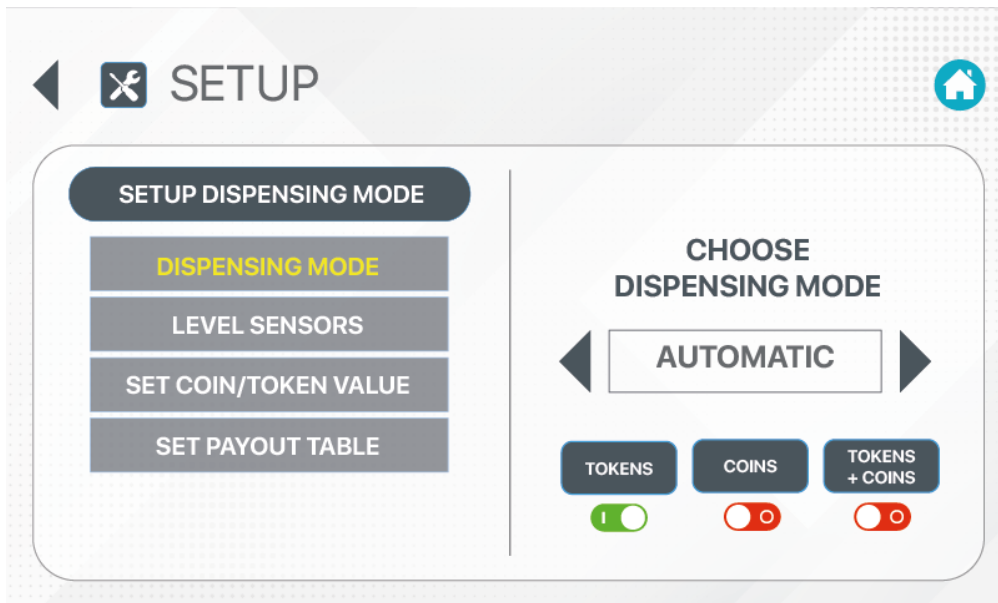 SETUP
SETUP DISPENSING MODE
DISPENSING MODE
LEVEL SENSORS
SET COIN/TOKEN VALUE
SET PAYOUT TABLE
CHOOSE
DISPENSING MODE
AUTOMATIC
TOKENS
COINS
TOKENS
+ COINS